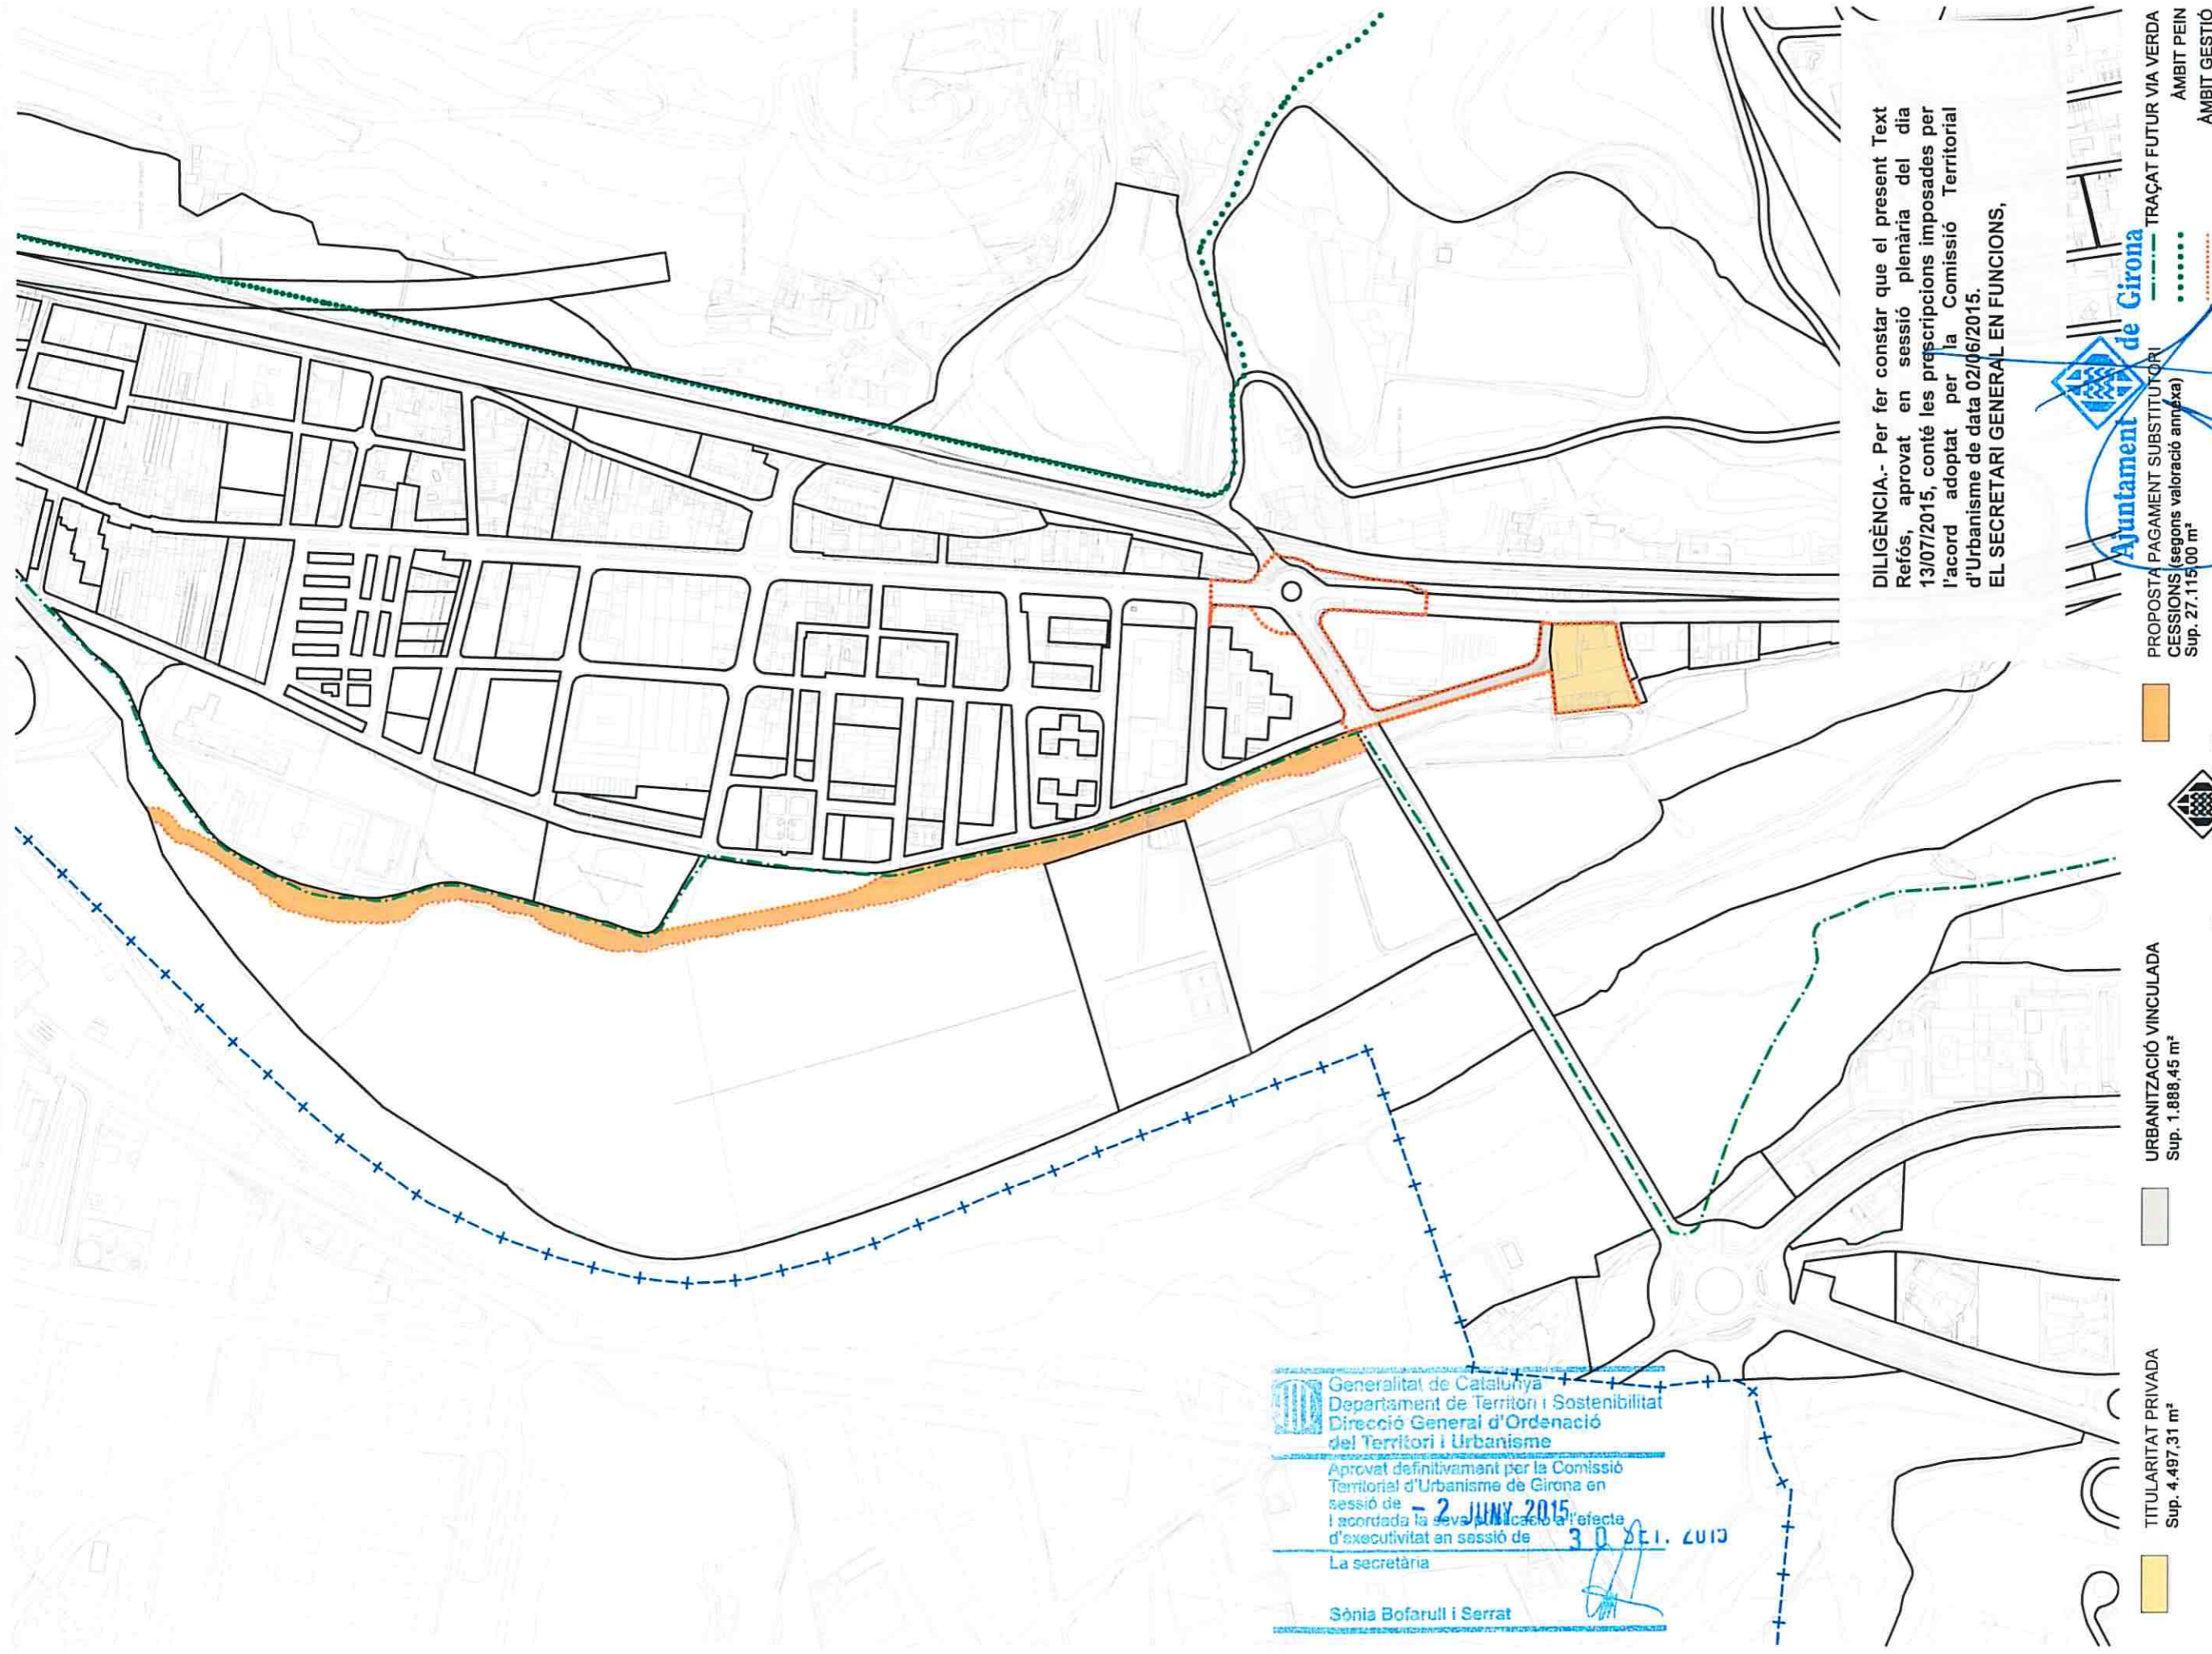 DILIGÈNCIA.- Per fer constar que el present Text
Refós, aprovat en sessió plenària del dia
13/07/2015, conté les prescripcions imposades per
l'acord adoptat per la Comissió Territorial
d'Urbanisme de data 02/06/2015.
EL SECRETARI GENERAL EN FUNCIONS,
Ajuntament de Girona
TITULARITAT PRIVADA
Sup. 4.497,31 m²
URBANITZACIÓ VINCULADA
Sup. 1.888,45 m²
PROPOSTA PAGAMENT SUBSTITUTORI
CESSIONS (segons valoració annexa)
Sup. 27.115,00 m²
TRAÇAT FUTUR VIA VERDA
ÀMBIT PEIN
ÀMBIT GESTIÓ
Generalitat de Catalunya
Departament de Territori i Sostenibilitat
Direcció General d'Ordenació
del Territori i Urbanisme
Aprovat definitivament per la Comissió
Territorial d'Urbanisme de Girona en
sessió de - 2 JUNY 2015
i acordada la seva publicació a l'efecte
d'executivitat en sessió de 30 SET. 2015
La secretària
Sònia Bofarull i Serrat